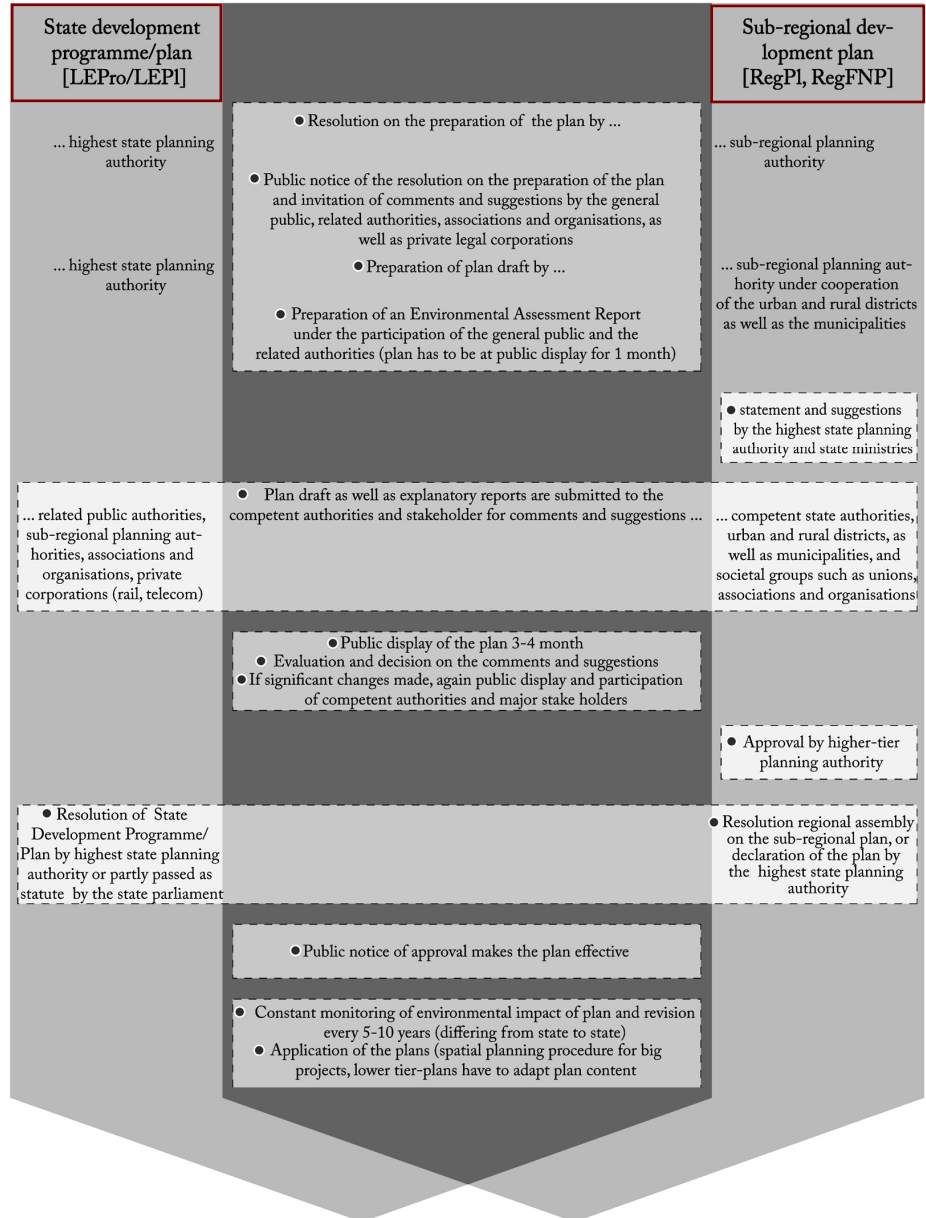 State development
programme/plan
[LEPro/LEPl]
Sub-regional dev-
lopment plan
[RegPl, RegFNP]
● Resolution on the preparation of the plan by ...
... highest state planning
authority
... sub-regional planning
authority
● Public notice of the resolution on the preparation of the plan
and invitation of comments and suggestions by the general
public, related authorities, associations and organisations, as
well as private legal corporations
● Preparation of plan draft by ...
... highest state planning
authority
... sub-regional planning aut-
hority under cooperation
of the urban and rural districts
as well as the municipalities
● Preparation of an Environmental Assessment Report
under the participation of the general public and the
related authorities (plan has to be at public display for 1 month)
● statement and suggestions
by the highest state planning
authority and state ministries
● Plan draft as well as explanatory reports are submitted to the
competent authorities and stakeholder for comments and suggestions ...
... related public authorities,
sub-regional planning aut-
horities, associations and
organisations, private
corporations (rail, telecom)
... competent state authorities,
urban and rural districts, as
well as municipalities, and
societal groups such as unions,
associations and organisations
● Public display of the plan 3-4 month
● Evaluation and decision on the comments and suggestions
● If significant changes made, again public display and participation
of competent authorities and major stake holders
● Approval by higher-tier
planning authority
● Resolution of State
Development Programme/
Plan by highest state planning
authority or partly passed as
statute by the state parliament
● Resolution regional assembly
on the sub-regional plan, or
declaration of the plan by
the highest state planning
authority
● Public notice of approval makes the plan effective
● Constant monitoring of environmental impact of plan and revision
every 5-10 years (differing from state to state)
● Application of the plans (spatial planning procedure for big
projects, lower tier-plans have to adapt plan content